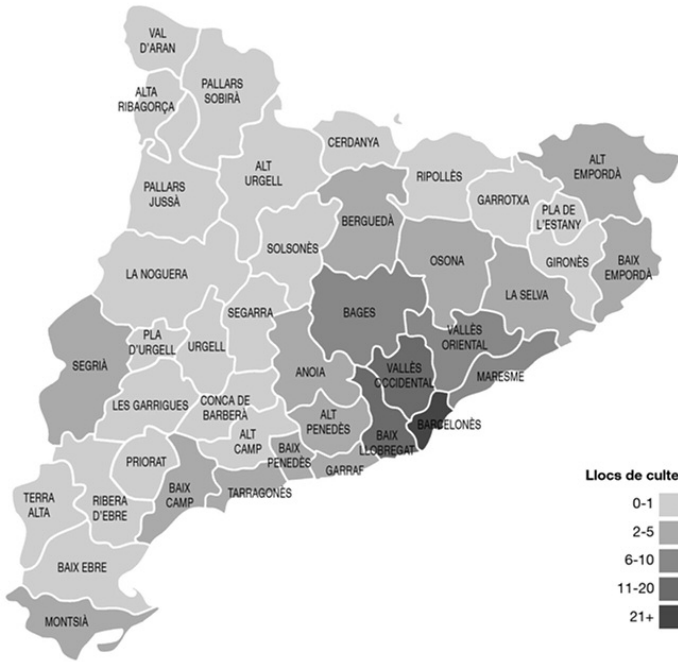 VAL
D'ARAN
PALLARS
SOBIRÀ
ALTA
RIBAGORÇA
CERDANYA
ALT
URGELL
RIPOLLÈS
ALT
EMPORDÀ
PALLARS
JUSSÀ
GARROTXA
PLA DE
L'ESTANY
BERGUEDÀ
SOLSONÈS
OSONA
GIRONÈS
BAIX
EMPORDÀ
LA NOGUERA
LA SELVA
SEGARRA
BAGES
VALLÈS
ORIENTAL
PLA
D'URGELL
URGELL
SEGRIÀ
ANOIA
VALLÈS
OCCIDENTAL
MARESME
LES GARRIGUES
CONCA DE
BARBERÀ
ALT
PENEDÈS
BARCELONÈS
ALT
CAMP
BAIX
LLOBREGAT
BAIX
PENEDÈS
PRIORAT
GARRAF
Llocs de culte
BAIX
CAMP
TARRAGONÈS
TERRA
ALTA
RIBERA
D'EBRE
0-1
2-5
BAIX EBRE
6-10
11-20
MONTSIÀ
21+